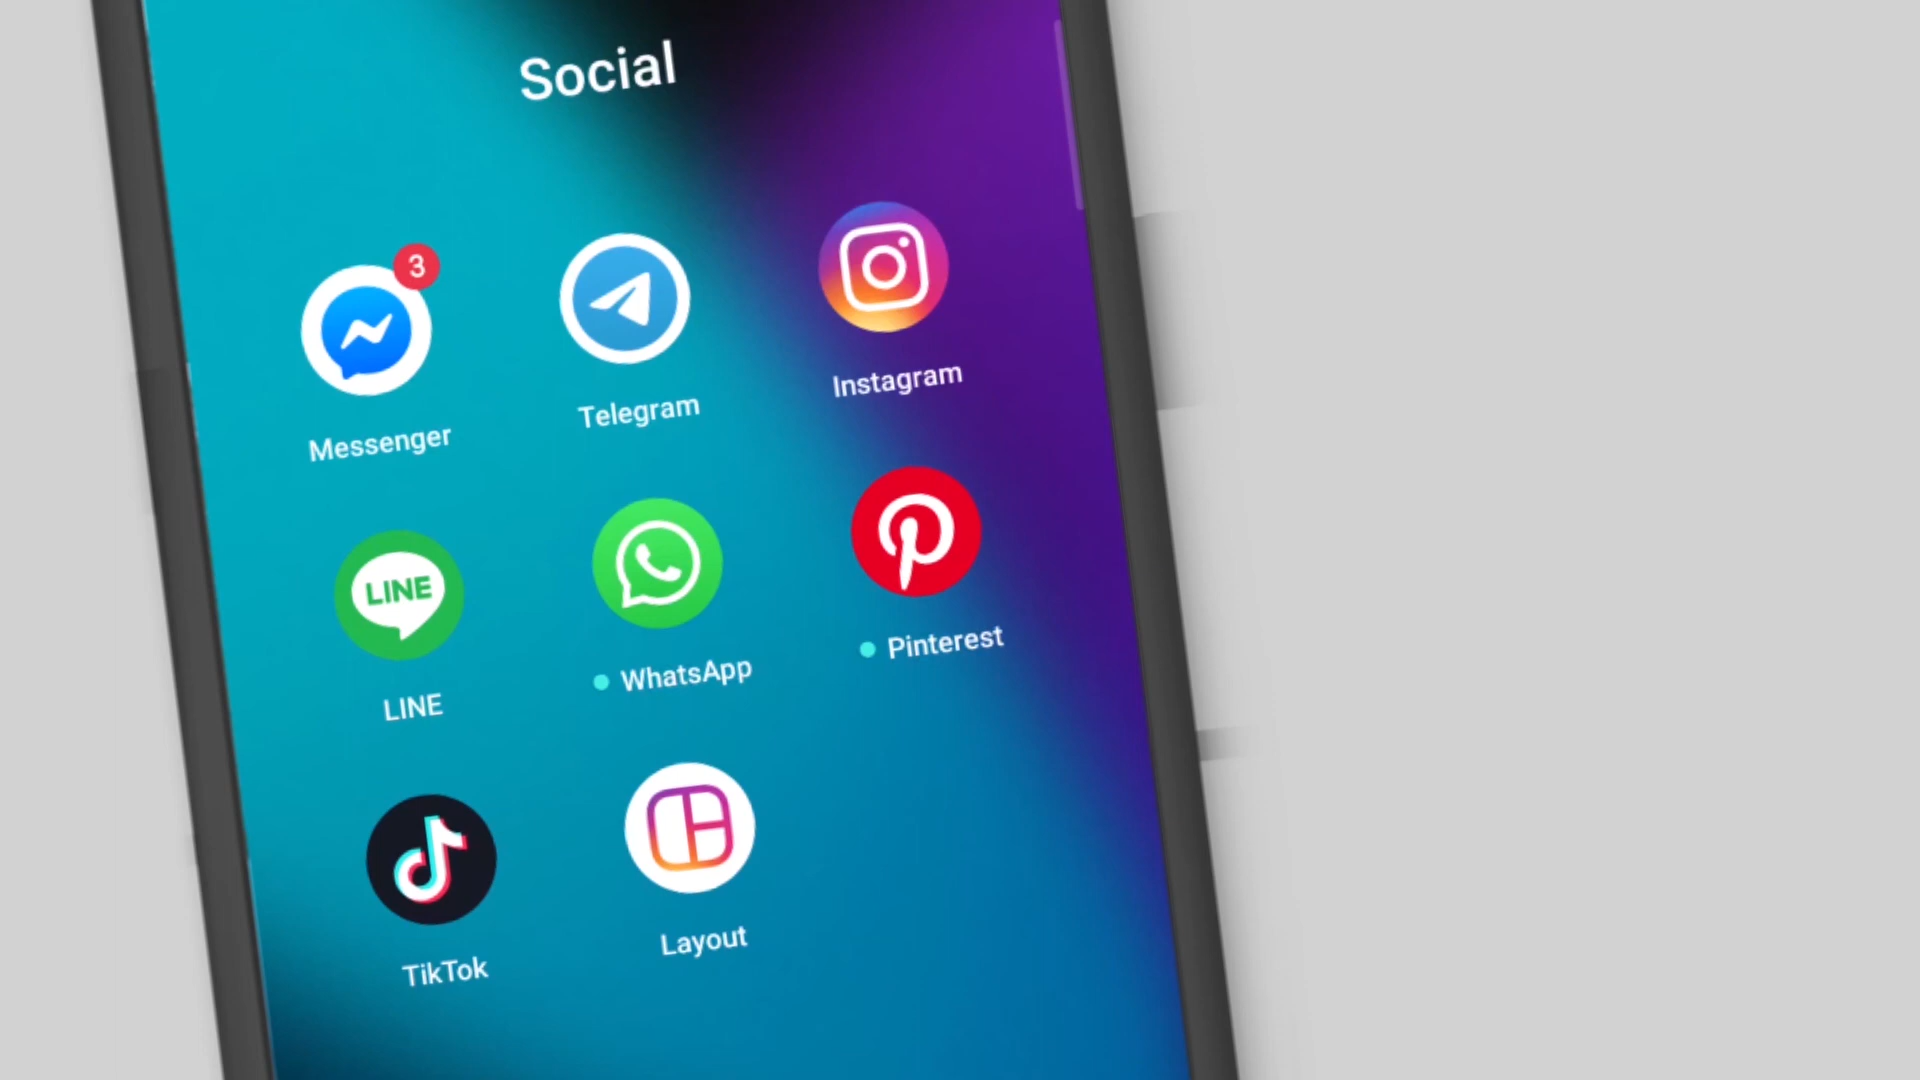 Social
3
Messenger
Telegram
Instagram
LINE
LINE
WhatsApp
Pinterest
TikTok
Layout